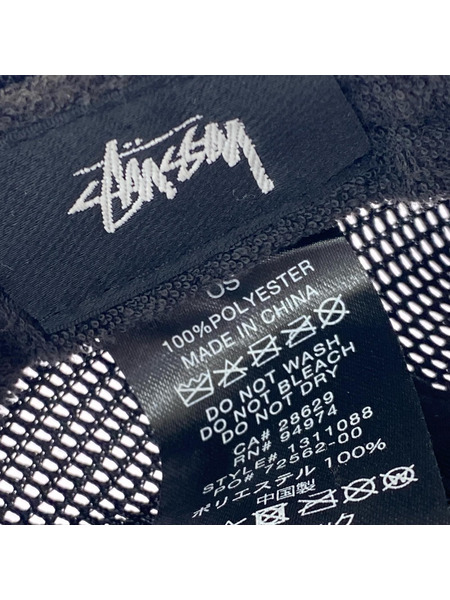 STÜSSY
OS
100% POLYESTER
MADE IN CHINA
DO NOT WASH
DO NOT BLEACH
DO NOT DRY
CA# 28629
RN# 94974
STYLE# 1311088
PO# 72562-00
ポリエステル 100%
中国製